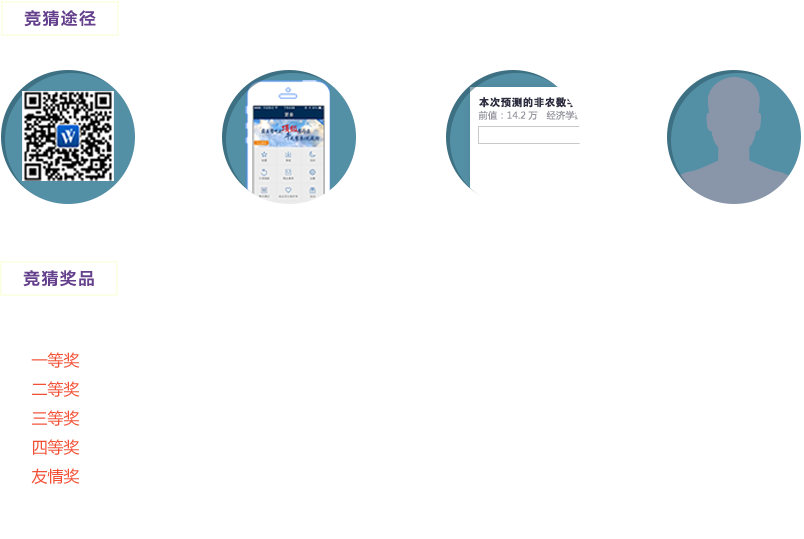 竞猜途径
本次预测的非农数
前值：14.2 万 经济学
竞猜奖品
一等奖
二等奖
三等奖
四等奖
友情奖